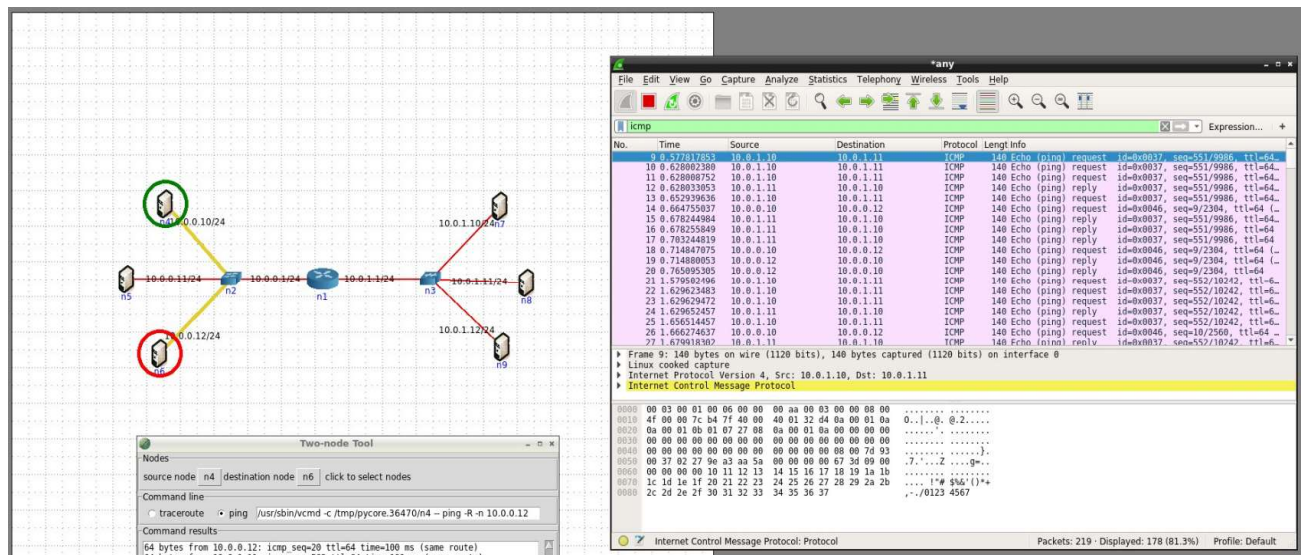 n4 10.0.0.10/24
10.0.1.10/24 n7
10.0.0.11/24
10.0.0.1/24
10.0.1.1/24
10.0.1.11/24
n5
n2
n1
n3
n8
10.0.0.12/24
n6
10.0.1.12/24
n9
Two-node Tool
Nodes
source node n4 destination node n6 click to select nodes
Command line
traceroute ping /usr/sbin/vcmd -c /tmp/pycore.36470/n4 -- ping -R -n 10.0.0.12
Command results
64 bytes from 10.0.0.12: icmp_seq=20 ttl=64 time=100 ms (same route)
*any
File Edit View Go Capture Analyze Statistics Telephony Wireless Tools Help
icmp Expression... +
No. Time Source Destination Protocol Lengt Info
9 0.577817853 10.0.1.10 10.0.1.11 ICMP 140 Echo (ping) request id=0x0037, seq=551/9986, ttl=64…
10 0.628002380 10.0.1.10 10.0.1.11 ICMP 140 Echo (ping) request id=0x0037, seq=551/9986, ttl=64…
11 0.628008752 10.0.1.10 10.0.1.11 ICMP 140 Echo (ping) request id=0x0037, seq=551/9986, ttl=64…
12 0.628033053 10.0.1.11 10.0.1.10 ICMP 140 Echo (ping) reply id=0x0037, seq=551/9986, ttl=64…
13 0.652939636 10.0.1.10 10.0.1.11 ICMP 140 Echo (ping) request id=0x0037, seq=551/9986, ttl=64…
14 0.664755037 10.0.0.10 10.0.0.12 ICMP 140 Echo (ping) request id=0x0046, seq=9/2304, ttl=64 (…
15 0.678244984 10.0.1.11 10.0.1.10 ICMP 140 Echo (ping) reply id=0x0037, seq=551/9986, ttl=64
16 0.678255849 10.0.1.11 10.0.1.10 ICMP 140 Echo (ping) reply id=0x0037, seq=551/9986, ttl=64
17 0.703244819 10.0.1.11 10.0.1.10 ICMP 140 Echo (ping) reply id=0x0037, seq=551/9986, ttl=64
18 0.714847075 10.0.0.10 10.0.0.12 ICMP 140 Echo (ping) request id=0x0046, seq=9/2304, ttl=64 (…
19 0.714880053 10.0.0.12 10.0.0.10 ICMP 140 Echo (ping) reply id=0x0046, seq=9/2304, ttl=64 (…
20 0.765095305 10.0.0.12 10.0.0.10 ICMP 140 Echo (ping) reply id=0x0046, seq=9/2304, ttl=64
21 1.579502496 10.0.1.10 10.0.1.11 ICMP 140 Echo (ping) request id=0x0037, seq=552/10242, ttl=6…
22 1.629623483 10.0.1.10 10.0.1.11 ICMP 140 Echo (ping) request id=0x0037, seq=552/10242, ttl=6…
23 1.629629472 10.0.1.10 10.0.1.11 ICMP 140 Echo (ping) request id=0x0037, seq=552/10242, ttl=6…
24 1.629652457 10.0.1.11 10.0.1.10 ICMP 140 Echo (ping) reply id=0x0037, seq=552/10242, ttl=6…
25 1.656514457 10.0.1.10 10.0.1.11 ICMP 140 Echo (ping) request id=0x0037, seq=552/10242, ttl=6…
26 1.666274637 10.0.0.10 10.0.0.12 ICMP 140 Echo (ping) request id=0x0046, seq=10/2560, ttl=64 …
27 1.679918302 10.0.1.11 10.0.1.10 ICMP 140 Echo (ping) reply id=0x0037, seq=552/10242, ttl=6…
Frame 9: 140 bytes on wire (1120 bits), 140 bytes captured (1120 bits) on interface 0
Linux cooked capture
Internet Protocol Version 4, Src: 10.0.1.10, Dst: 10.0.1.11
Internet Control Message Protocol
0000 00 03 00 01 00 06 00 00 00 aa 00 03 00 00 08 00 ........ ........
0010 4f 00 00 7c b4 7f 40 00 40 01 32 d4 0a 00 01 0a O..|..@. @.2.....
0020 0a 00 01 0b 01 07 27 08 0a 00 01 0a 00 00 00 00 ......'. ........
0030 00 00 00 00 00 00 00 00 00 00 00 00 00 00 00 00 ........ ........
0040 00 00 00 00 00 00 00 00 00 00 00 00 08 00 7d 93 ........ ......}.
0050 00 37 02 27 9e a3 aa 5a 00 00 00 00 67 3d 09 00 .7.'...Z ....g=..
0060 00 00 00 00 10 11 12 13 14 15 16 17 18 19 1a 1b ........ ........
0070 1c 1d 1e 1f 20 21 22 23 24 25 26 27 28 29 2a 2b .... !"# $%&'()*+
0080 2c 2d 2e 2f 30 31 32 33 34 35 36 37 ,-./0123 4567
Internet Control Message Protocol: Protocol Packets: 219 · Displayed: 178 (81.3%) Profile: Default